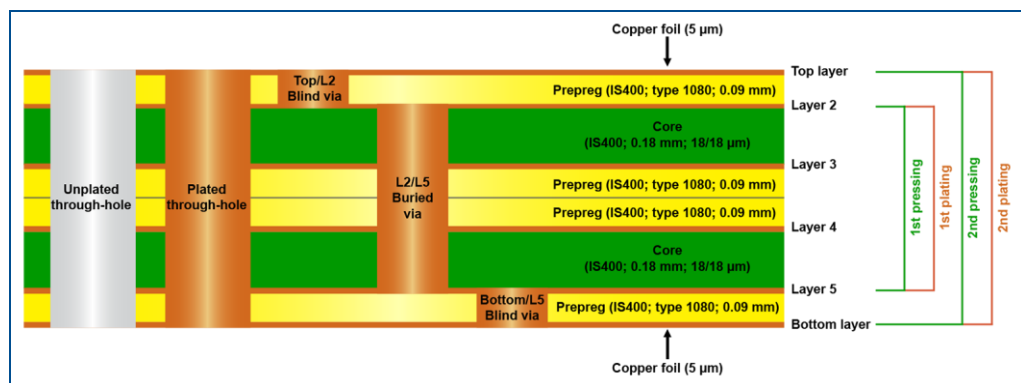 Copper foil (5 µm)
Top/L2
Blind via
Prepreg (IS400; type 1080; 0.09 mm)
Top layer
Layer 2
Core
(IS400; 0.18 mm; 18/18 µm)
Layer 3
Unplated
through-hole
Plated
through-hole
L2/L5
Buried
via
Prepreg (IS400; type 1080; 0.09 mm)
Prepreg (IS400; type 1080; 0.09 mm)
Layer 4
Core
(IS400; 0.18 mm; 18/18 µm)
Layer 5
Bottom/L5
Blind via
Prepreg (IS400; type 1080; 0.09 mm)
Bottom layer
Copper foil (5 µm)
1st pressing
1st plating
2nd pressing
2nd plating